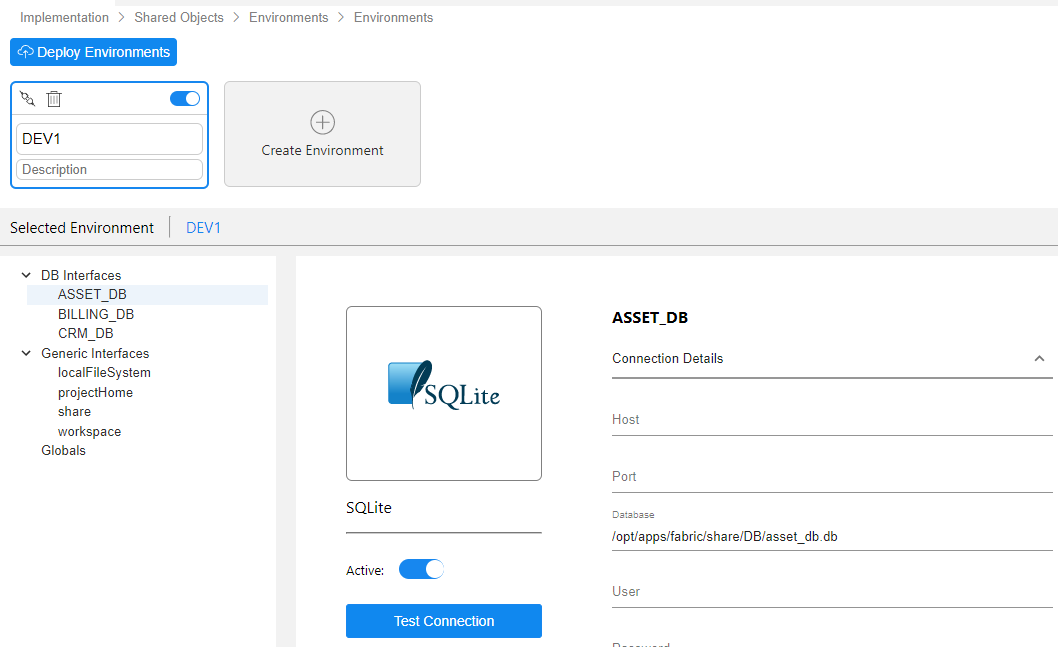 Implementation > Shared Objects > Environments > Environments
Deploy Environments
DEV1
Description
Create Environment
Selected Environment DEV1
DB Interfaces
ASSET_DB
BILLING_DB
CRM_DB
Generic Interfaces
localFileSystem
projectHome
share
workspace
Globals
SQLite
SQLite
Active:
Test Connection
ASSET_DB
Connection Details
Host
Port
Database
/opt/apps/fabric/share/DB/asset_db.db
User
Password